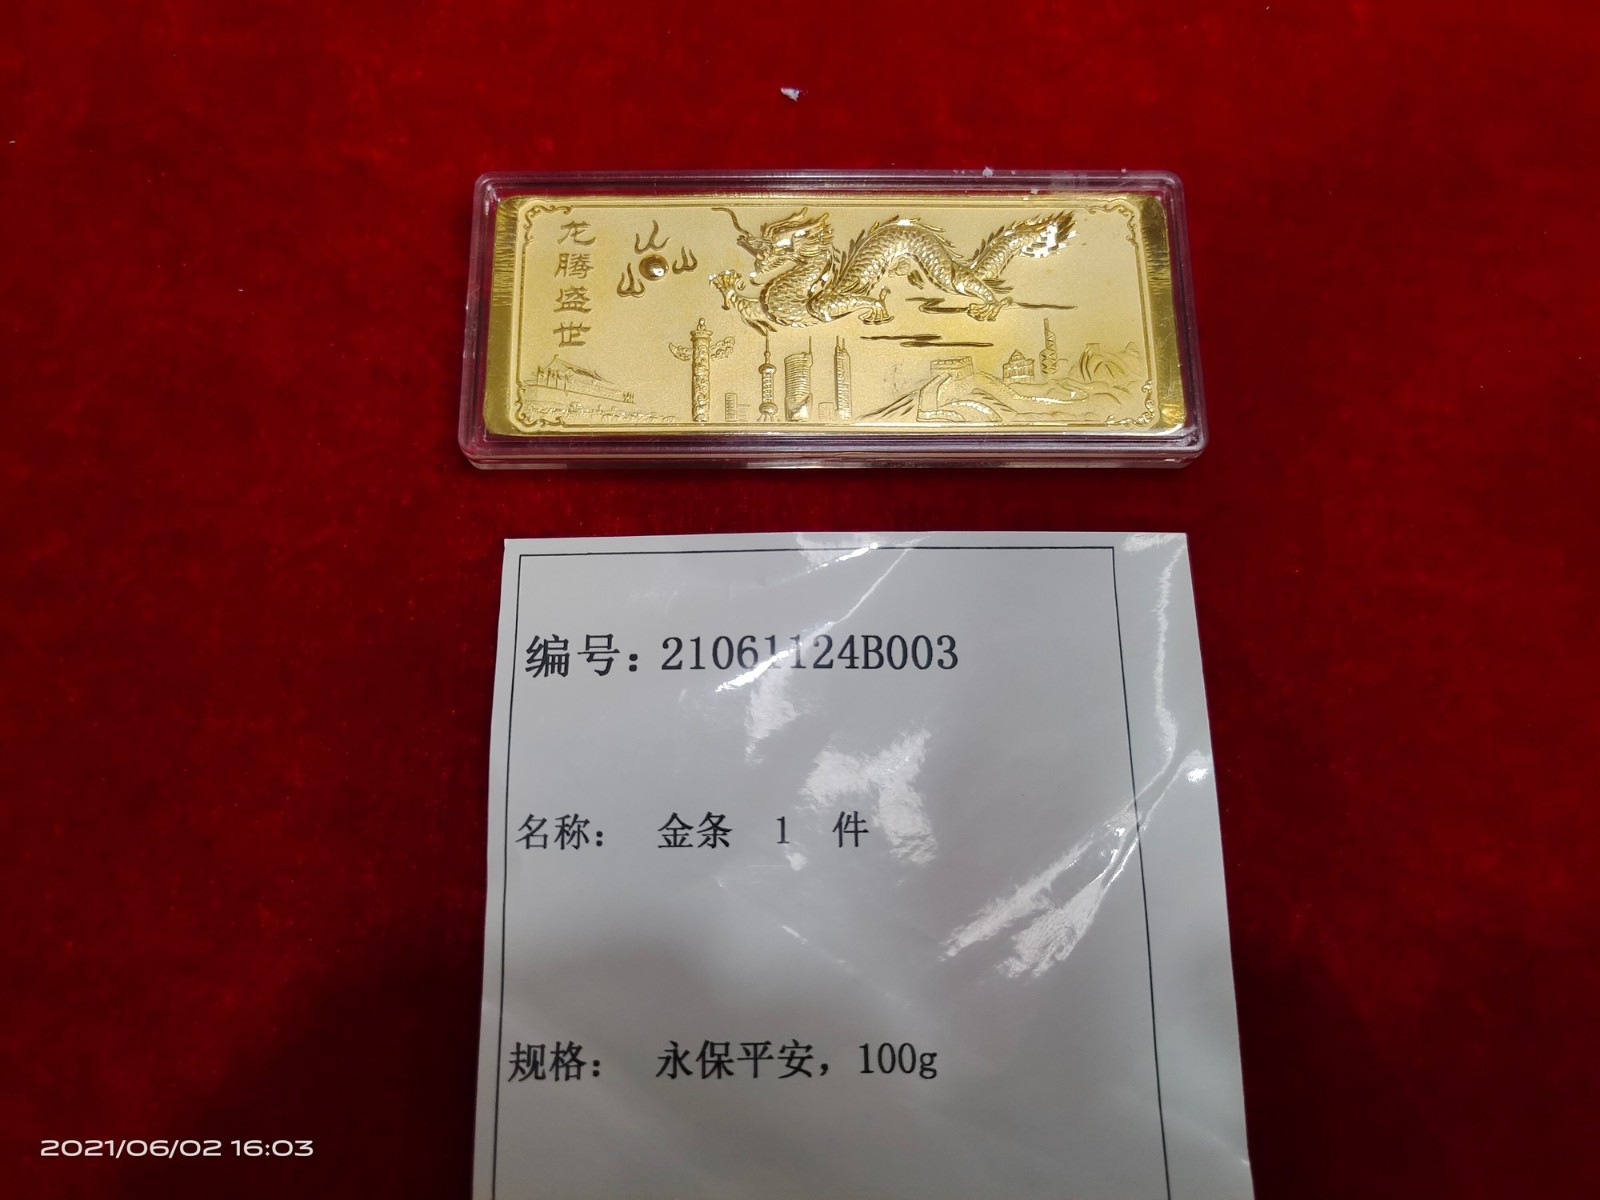 龙腾盛世
编号：21061124B003
名称： 金条 1 件
规格： 永保平安，100g
2021/06/02 16:03